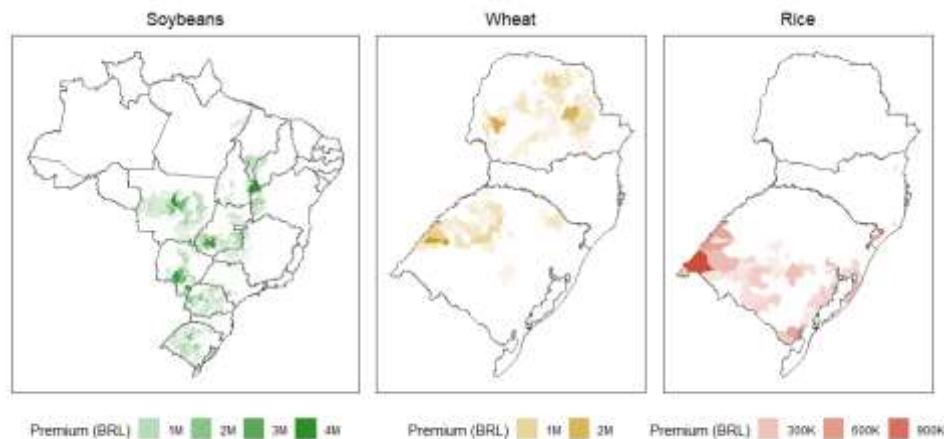 Soybeans
Wheat
Rice
Premium (BRL) 1M 2M 3M 4M
Premium (BRL) 1M 2M
Premium (BRL) 300K 600K 900K